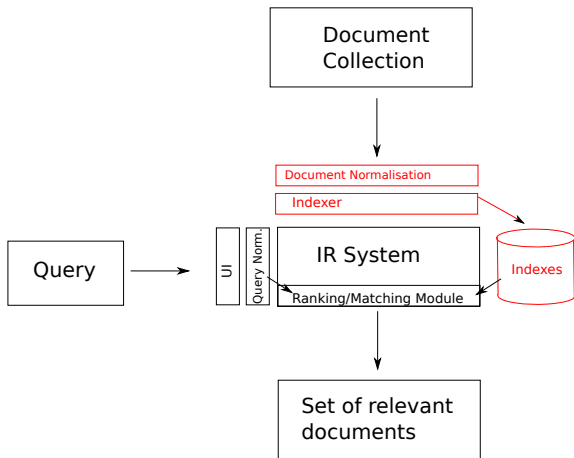 Document
Collection
Document Normalisation
Indexer
Query
UI
Query Norm.
IR System
Ranking/Matching Module
Indexes
Set of relevant
documents